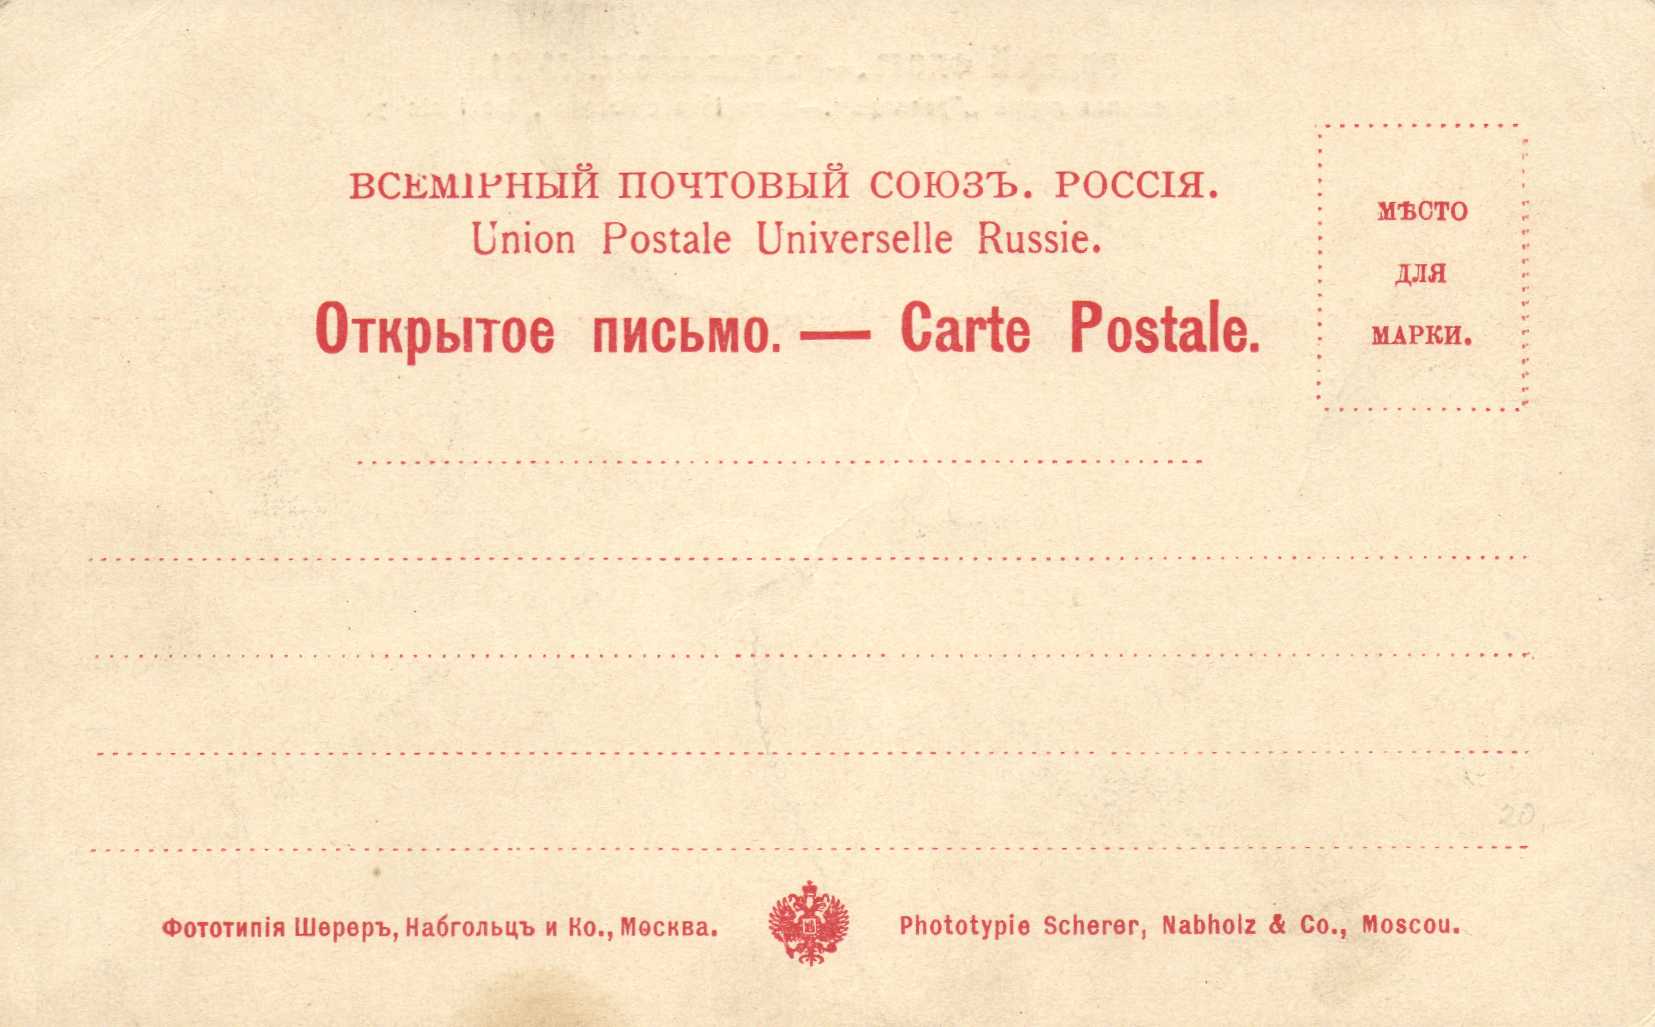 ВСЕМІРНЫЙ ПОЧТОВЫЙ СОЮЗЪ. РОССІЯ.
Union Postale Universelle Russie.
Открытое письмо. — Carte Postale.
МѢСТО
ДЛЯ
МАРКИ.
20
Фототипія Шереръ, Набгольцъ и Ко., Москва.
Phototypie Scherer, Nabholz & Co., Moscou.